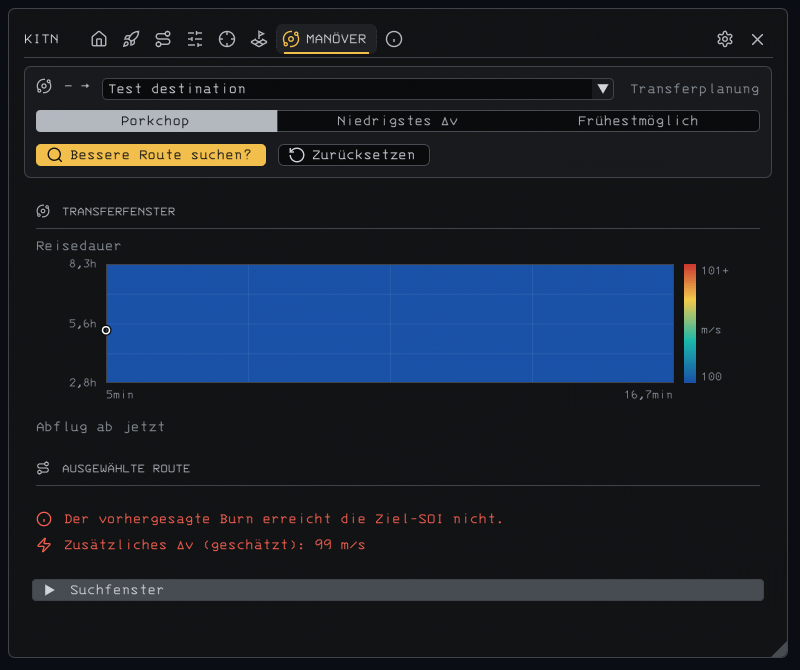 KITN MANÖVER
— → Test destination Transferplanung
Porkchop Niedrigstes Δv Frühestmöglich
Bessere Route suchen? Zurücksetzen
TRANSFERFENSTER
Reisedauer
8,3h 101+
5,6h m/s
2,8h 100
5min 16,7min
Abflug ab jetzt
AUSGEWÄHLTE ROUTE
Der vorhergesagte Burn erreicht die Ziel-SOI nicht.
Zusätzliches Δv (geschätzt): 99 m/s
Suchfenster